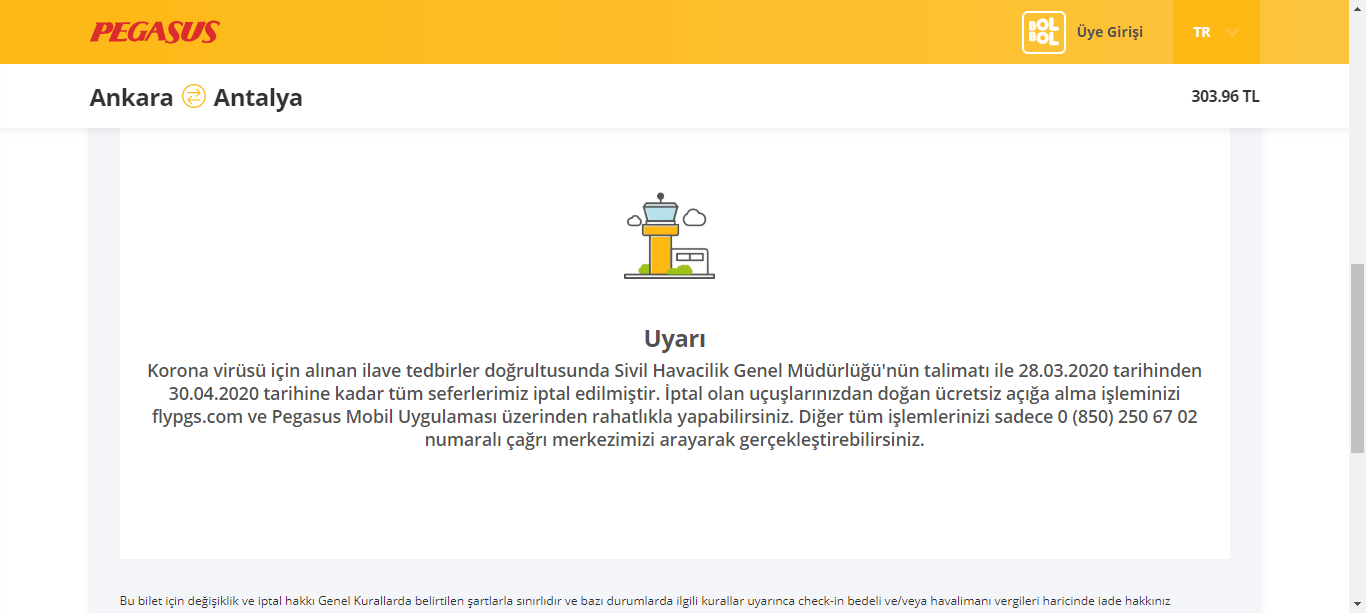 PEGASUS
BOL
BOL
Üye Girişi
TR
Ankara Antalya
303.96 TL
Uyarı
Korona virüsü için alınan ilave tedbirler doğrultusunda Sivil Havacilik Genel Müdürlüğü'nün talimatı ile 28.03.2020 tarihinden
30.04.2020 tarihine kadar tüm seferlerimiz iptal edilmiştir. İptal olan uçuşlarınızdan doğan ücretsiz açığa alma işleminizi
flypgs.com ve Pegasus Mobil Uygulaması üzerinden rahatlıkla yapabilirsiniz. Diğer tüm işlemlerinizi sadece 0 (850) 250 67 02
numaralı çağrı merkezimizi arayarak gerçekleştirebilirsiniz.
Bu bilet için değişiklik ve iptal hakkı Genel Kurallarda belirtilen şartlarla sınırlıdır ve bazı durumlarda ilgili kurallar uyarınca check-in bedeli ve/veya havalimanı vergileri haricinde iade hakkınız